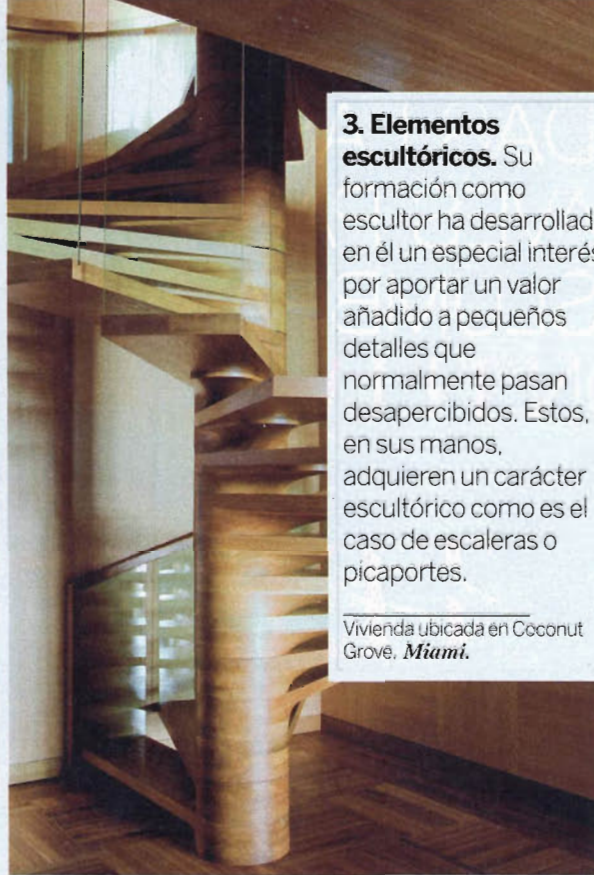 3. Elementos
escultóricos. Su
formación como
escultor ha desarrollad
en él un especial interés
por aportar un valor
añadido a pequeños
detalles que
normalmente pasan
desapercibidos. Estos,
en sus manos,
adquieren un carácter
escultórico como es el
caso de escaleras o
picaportes.
Vivienda ubicada en Coconut
Grove, Miami.